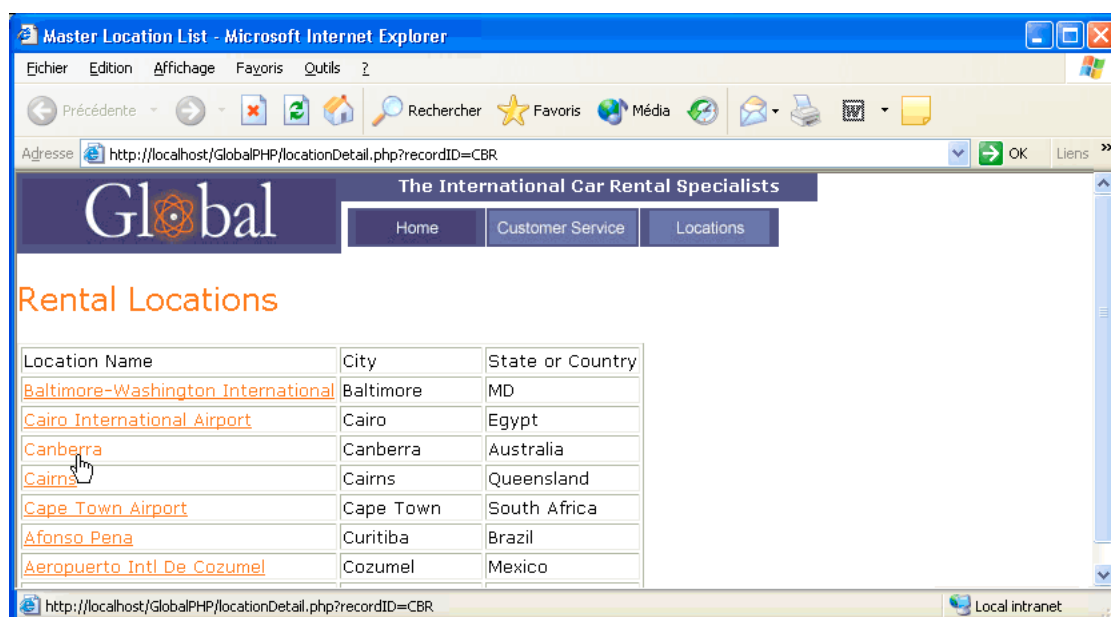 Master Location List - Microsoft Internet Explorer
Fichier Edition Affichage Favoris Outils ?
Précédente Rechercher Favoris Média
Adresse http://localhost/GlobalPHP/locationDetail.php?recordID=CBR OK Liens »
Global
The International Car Rental Specialists
Home Customer Service Locations
Rental Locations
Location Name City State or Country
Baltimore-Washington International Baltimore MD
Cairo International Airport Cairo Egypt
Canberra Canberra Australia
Cairns Cairns Queensland
Cape Town Airport Cape Town South Africa
Afonso Pena Curitiba Brazil
Aeropuerto Intl De Cozumel Cozumel Mexico
http://localhost/GlobalPHP/locationDetail.php?recordID=CBR Local intranet